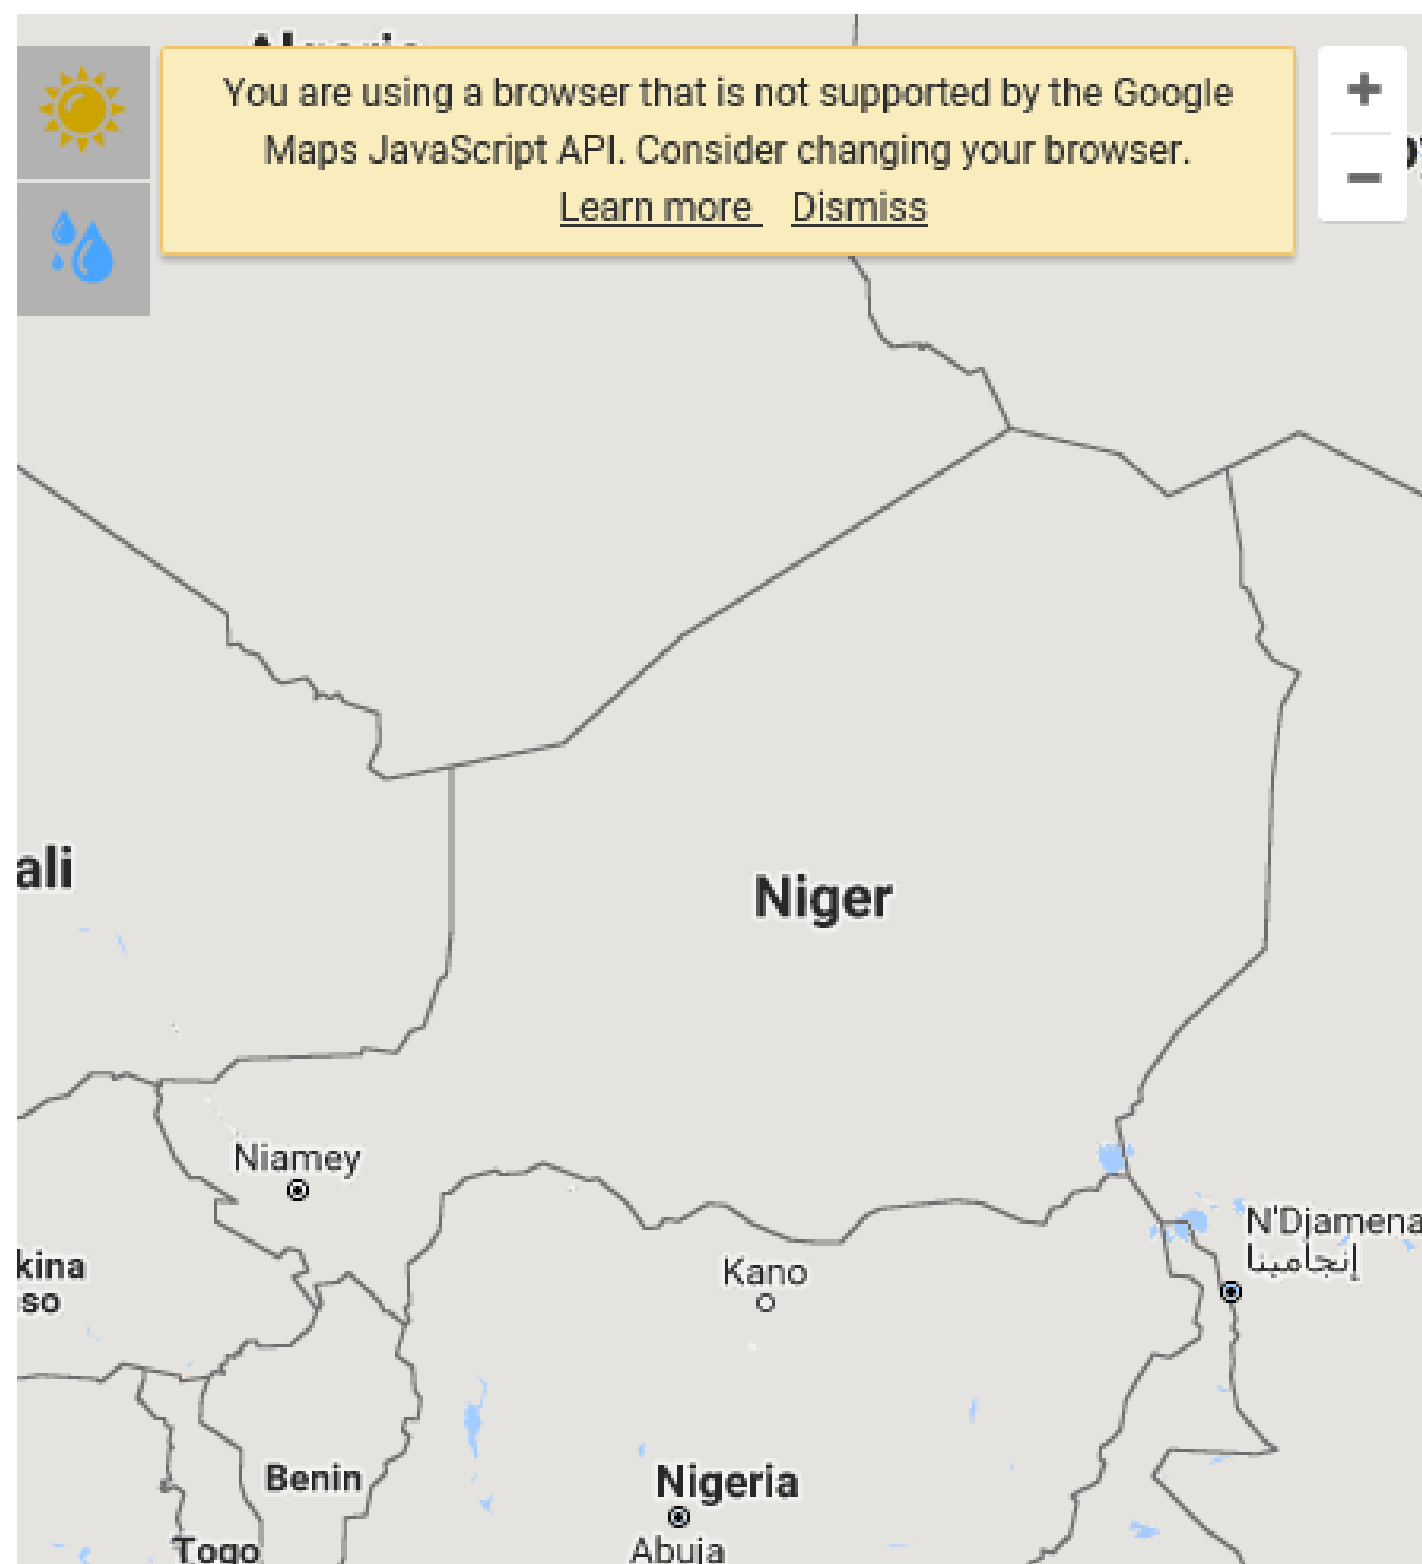 You are using a browser that is not supported by the Google
Maps JavaScript API. Consider changing your browser.
Learn more Dismiss
ali
Niger
Niamey
N'Djamena
إنجامينا
kina
so
Kano
Benin
Nigeria
Togo
Abuja